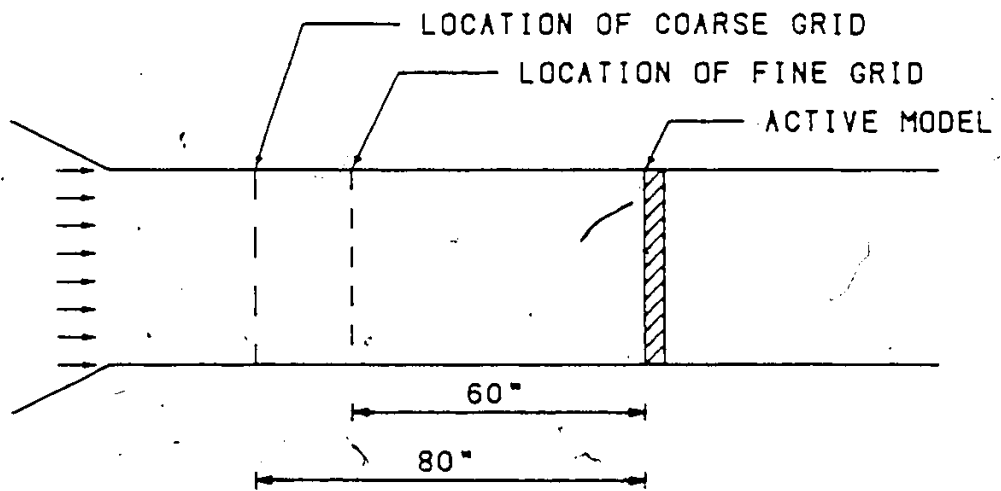 LOCATION OF COARSE GRID
LOCATION OF FINE GRID
ACTIVE MODEL
60"
80"